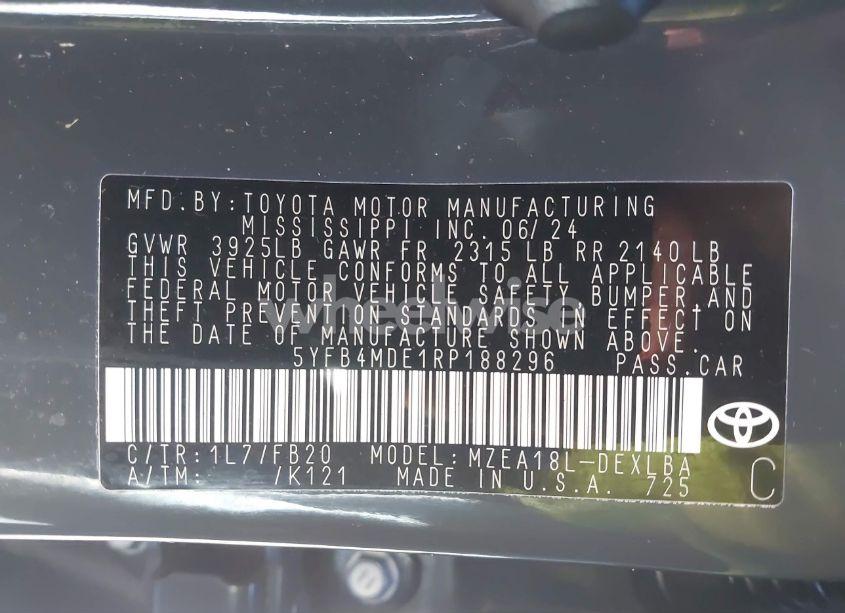 MFD. BY: TOYOTA MOTOR MANUFACTURING
MISSISSIPPI INC. 06/24
GVWR 3925LB GAWR FR 2315 LB RR 2140 LB
THIS VEHICLE CONFORMS TO ALL APPLICABLE
FEDERAL MOTOR VEHICLE SAFETY, BUMPER AND
THEFT PREVENTION STANDARDS IN EFFECT ON
THE DATE OF MANUFACTURE SHOWN ABOVE.
5YFB4MDE1RP188296 PASS.CAR
C/TR: 1L7/FB20 MODEL: MZEA18L-DEXLBA
A/TM: /K121 MADE IN U.S.A. 725
C
wheelwise